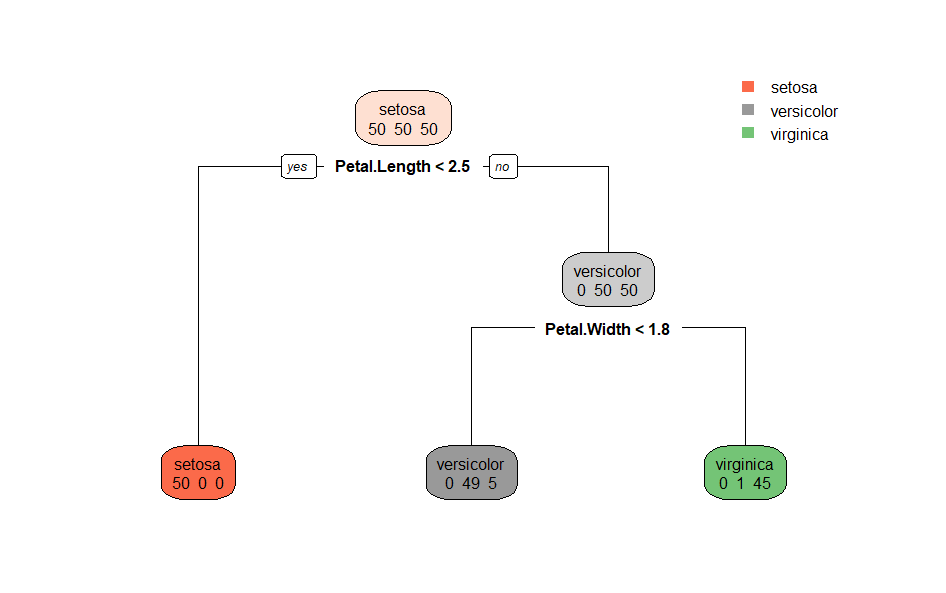 setosa
50 50 50
yes
Petal.Length < 2.5
no
setosa
versicolor
virginica
versicolor
0 50 50
Petal.Width < 1.8
setosa
50 0 0
versicolor
0 49 5
virginica
0 1 45